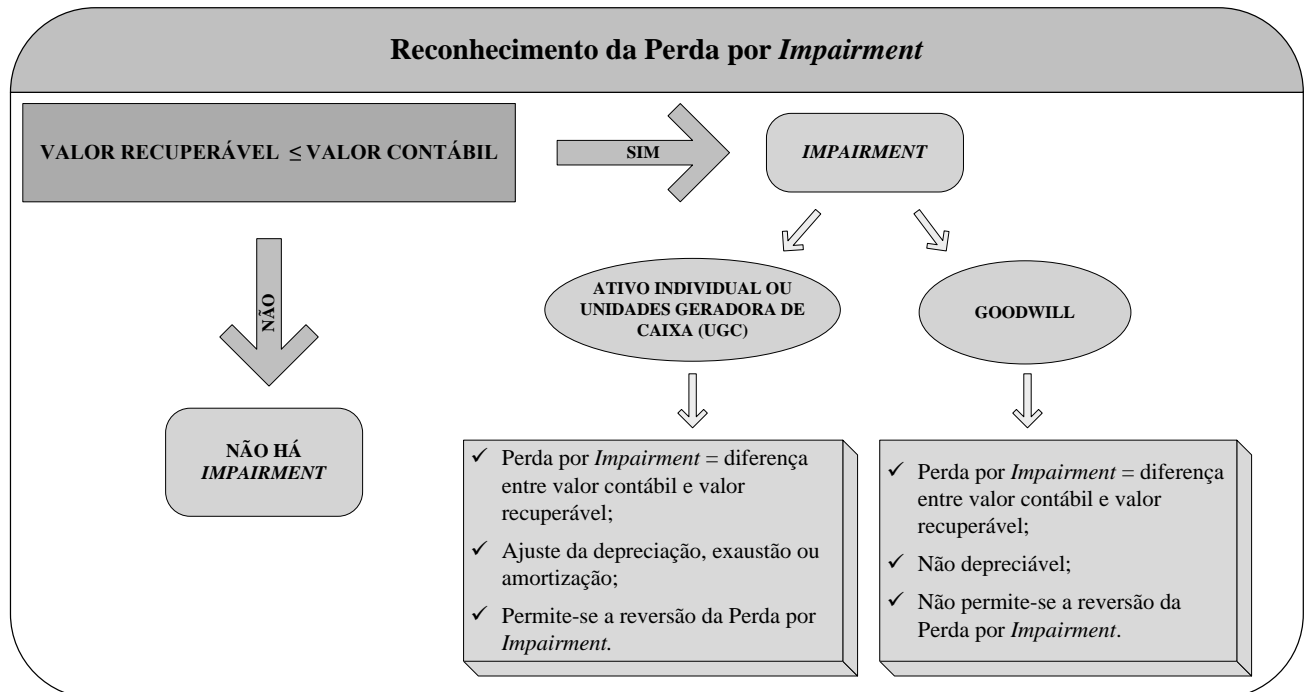 Reconhecimento da Perda por Impairment
VALOR RECUPERÁVEL ≤ VALOR CONTÁBIL
SIM
IMPAIRMENT
NÃO
NÃO HÁ
IMPAIRMENT
ATIVO INDIVIDUAL OU
UNIDADES GERADORA DE
CAIXA (UGC)
GOODWILL
✓ Perda por Impairment = diferença
entre valor contábil e valor
recuperável;
✓ Ajuste da depreciação, exaustão ou
amortização;
✓ Permite-se a reversão da Perda por
Impairment.
✓ Perda por Impairment = diferença
entre valor contábil e valor
recuperável;
✓ Não depreciável;
✓ Não permite-se a reversão da
Perda por Impairment.